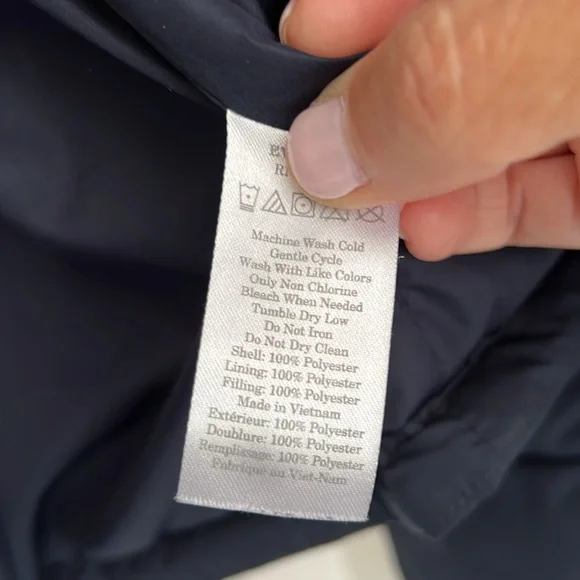 Machine Wash Cold
Gentle Cycle
Wash With Like Colors
Only Non Chlorine
Bleach When Needed
Tumble Dry Low
Do Not Iron
Do Not Dry Clean
Shell: 100% Polyester
Lining: 100% Polyester
Filling: 100% Polyester
Made in Vietnam
Extérieur: 100% Polyester
Doublure: 100% Polyester
Remplissage: 100% Polyester
Fabrique au Viet-Nam